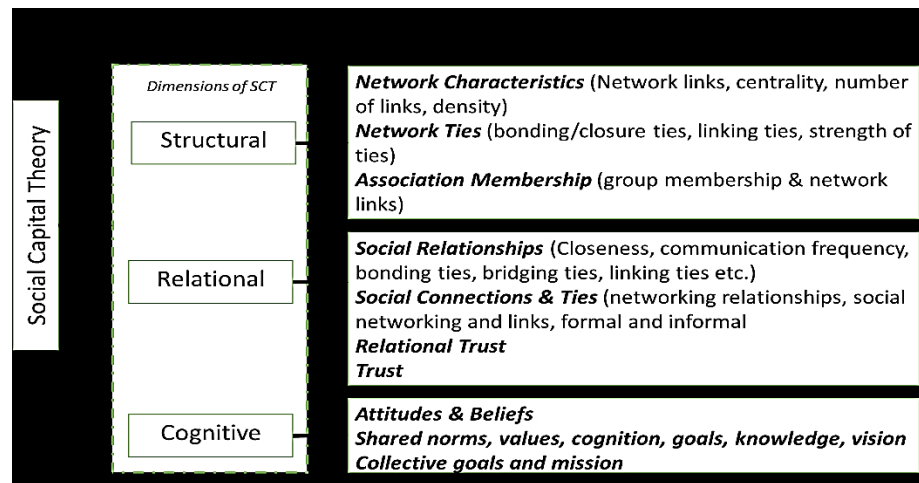 Social Capital Theory
Dimensions of SCT
Structural
Network Characteristics (Network links, centrality, number
of links, density)
Network Ties (bonding/closure ties, linking ties, strength of
ties)
Association Membership (group membership & network
links)
Relational
Social Relationships (Closeness, communication frequency,
bonding ties, bridging ties, linking ties etc.)
Social Connections & Ties (networking relationships, social
networking and links, formal and informal
Relational Trust
Trust
Cognitive
Attitudes & Beliefs
Shared norms, values, cognition, goals, knowledge, vision
Collective goals and mission